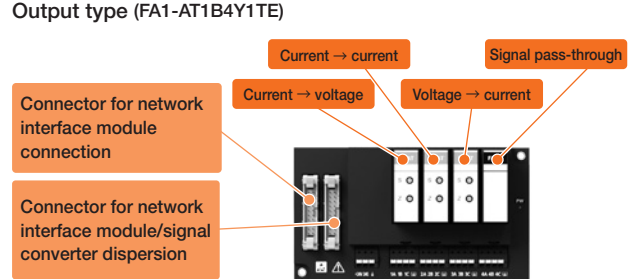 Output type (FA1-AT1B4Y1TE)
Current → current
Signal pass-through
Current → voltage
Voltage → current
Connector for network
interface module
connection
Connector for network
interface module/signal
converter dispersion